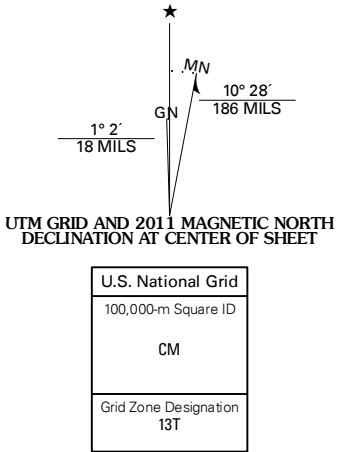 ★
MN
GN
10° 28´
186 MILS
1° 2´
18 MILS
UTM GRID AND 2011 MAGNETIC NORTH
DECLINATION AT CENTER OF SHEET
U.S. National Grid
100,000-m Square ID
CM
Grid Zone Designation
13T